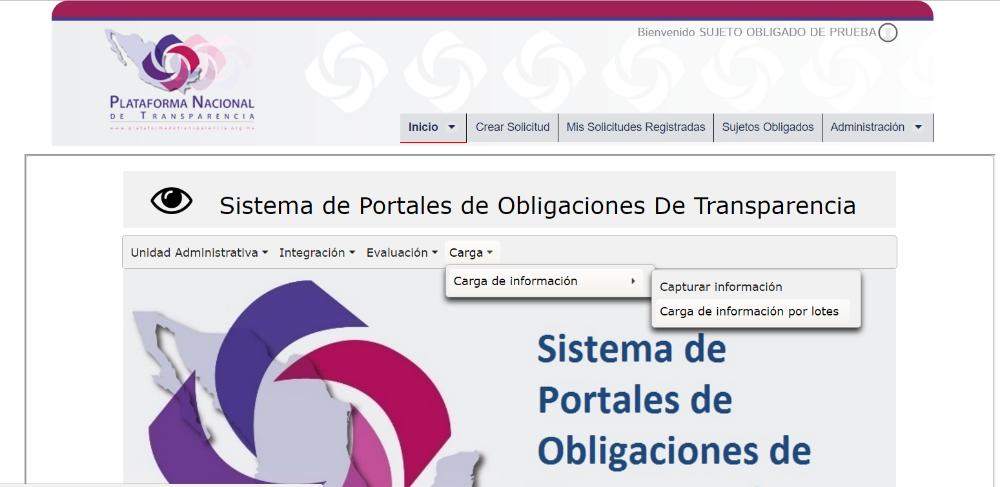 Bienvenido SUJETO OBLIGADO DE PRUEBA
PLATAFORMA NACIONAL
DE TRANSPARENCIA
www.plataformadetransparencia.org.mx
Inicio Crear Solicitud Mis Solicitudes Registradas Sujetos Obligados Administración
Sistema de Portales de Obligaciones De Transparencia
Unidad Administrativa Integración Evaluación Carga
Carga de información
Capturar información
Carga de información por lotes
Sistema de
Portales de
Obligaciones de